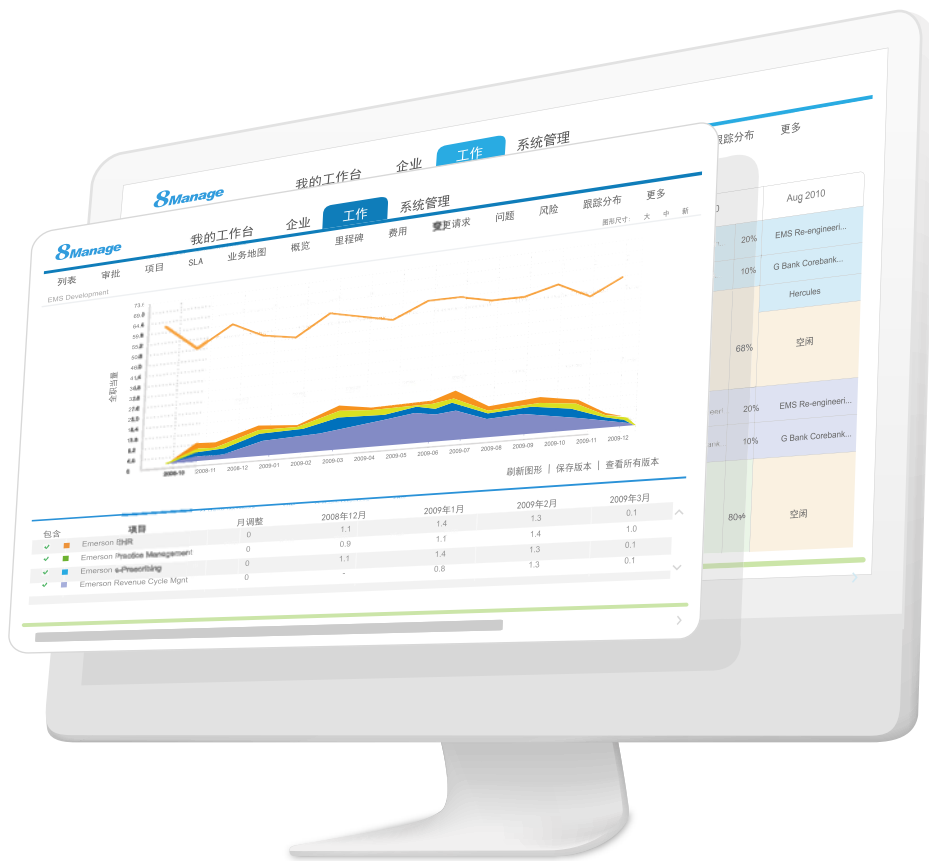 8Manage
我的工作台 企业 工作 系统管理
跟踪分布 更多
Aug 2010
20% EMS Re-engineeri...
10% G Bank Corebank...
Hercules
68% 空闲
20% EMS Re-engineeri...
10% G Bank Corebank...
80% 空闲
8Manage
我的工作台 企业 工作 系统管理
列表 审批 项目 SLA 业务地图 概览 里程碑 费用 变更请求 问题 风险 跟踪分布 更多
EMS Development
图形尺寸: 大 中 新
全职当量
2008-10 2008-11 2008-12 2009-01 2009-02 2009-03 2009-04 2009-05 2009-06 2009-07 2009-08 2009-09 2009-10 2009-11 2009-12
刷新图形 | 保存版本 | 查看所有版本
包含 项目 月调整 2008年12月 2009年1月 2009年2月 2009年3月
Emerson EHR 0 1.1 1.4 1.3 0.1
Emerson Practice Management 0 0.9 1.1 1.4 1.0
Emerson e-Prescribing 0 1.1 1.4 1.3 0.1
Emerson Revenue Cycle Mgnt 0 - 0.8 1.3 0.1